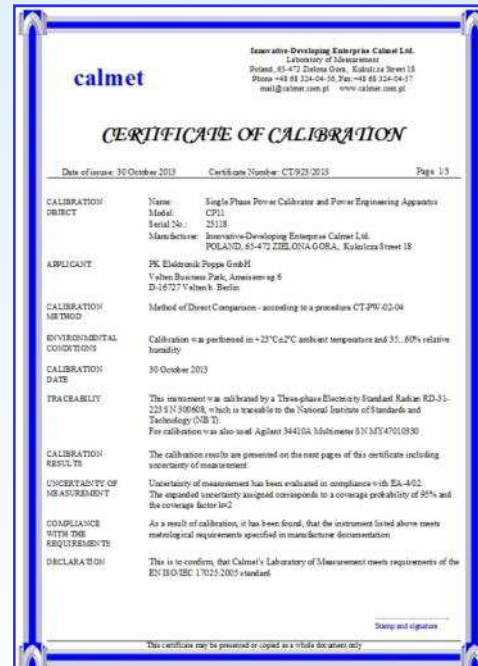 Innovative-Developing Enterprise Calmet Ltd.
Laboratory of Measurement
Poland, 65-472 Zielona Gora, Kukulcza Street 18
Phone +48 68 324-04-56, Fax +48 68 324-04-57
mail@calmet.com.pl www.calmet.com.pl
calmet
CERTIFICATE OF CALIBRATION
Date of issue: 30 October 2013 Certificate Number: CT/923/2013 Page 1/3
CALIBRATION OBJECT
Name: Single Phase Power Calibrator and Power Engineering Apparatus
Model: CP11
Serial No.: 25118
Manufacturer: Innovative-Developing Enterprise Calmet Ltd.
POLAND, 65-472 ZIELONA GORA, Kukulcza Street 18
APPLICANT
PK Elektronik Poppe GmbH
Velten Business Park, Ameisenweg 6
D-16727 Velten b. Berlin
CALIBRATION METHOD
Method of Direct Comparison - according to a procedure CT-PW-02-04
ENVIRONMENTAL CONDITIONS
Calibration was performed in +23°C±2°C ambient temperature and 35...60% relative
humidity
CALIBRATION DATE
30 October 2013
TRACEABILITY
This instrument was calibrated by a Three-phase Electricity Standard Radian RD-31-
223 SN 300608, which is traceable to the National Institute of Standards and
Technology (NIST).
For calibration was also used Agilent 34410A Multimeter SN MY47010330
CALIBRATION RESULTS
The calibration results are presented on the next pages of this certificate including
uncertainty of measurement
UNCERTAINTY OF MEASUREMENT
Uncertainty of measurement has been evaluated in compliance with EA-4/02.
The expanded uncertainty assigned corresponds to a coverage probability of 95% and
the coverage factor k=2
COMPLIANCE WITH THE REQUIREMENTS
As a result of calibration, it has been found, that the instrument listed above meets
metrological requirements specified in manufacturer documentation
DECLARATION
This is to confirm, that Calmet's Laboratory of Measurement meets requirements of the
EN ISO/IEC 17025:2005 standard
Stamp and signature
This certificate may be presented or copied as a whole document only